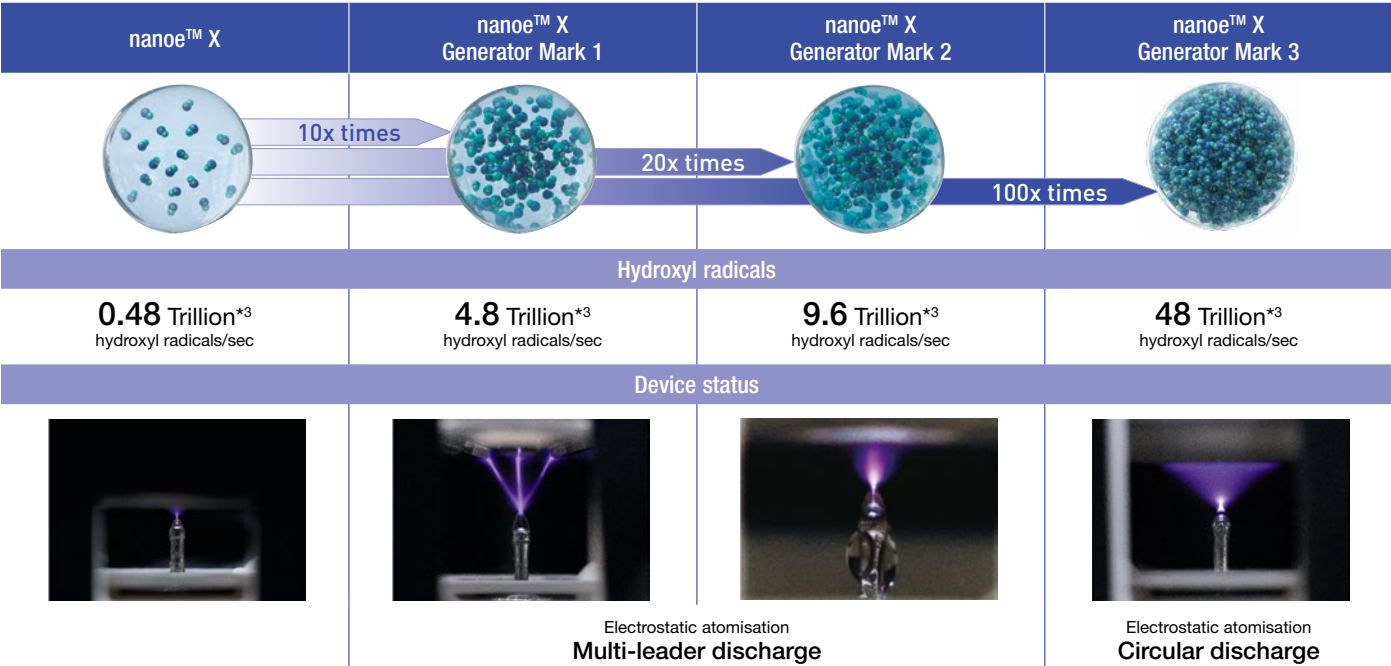 nanoe™ X
nanoe™ X
Generator Mark 1
nanoe™ X
Generator Mark 2
nanoe™ X
Generator Mark 3
10x times
20x times
100x times
Hydroxyl radicals
0.48 Trillion*3
hydroxyl radicals/sec
4.8 Trillion*3
hydroxyl radicals/sec
9.6 Trillion*3
hydroxyl radicals/sec
48 Trillion*3
hydroxyl radicals/sec
Device status
Electrostatic atomisation
Multi-leader discharge
Electrostatic atomisation
Circular discharge